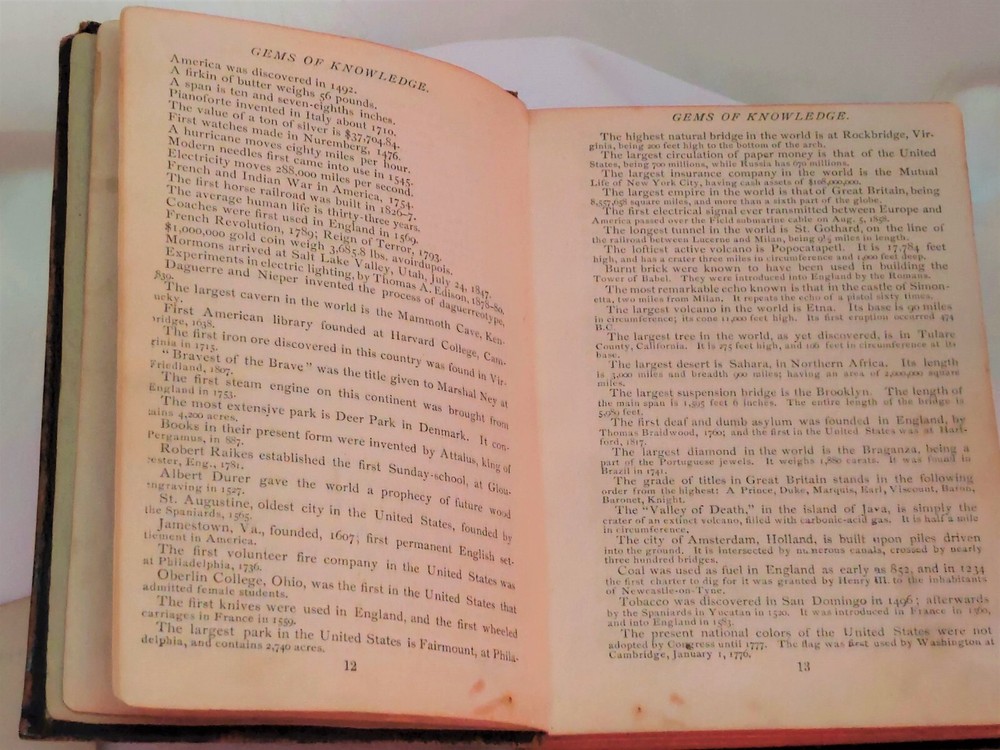 GEMS OF KNOWLEDGE.
America was discovered in 1492.
A firkin of butter weighs 56 pounds.
A span is ten and seven-eighths inches.
Pianoforte invented in Italy about 1710.
The value of a ton of silver is $37,704.84.
First watches made in Nuremberg, 1476.
A hurricane moves eighty miles per hour.
Modern needles first came into use in 1545.
Electricity moves 288,000 miles per second.
French and Indian War in America, 1754.
The first horse railroad was built in 1826-7.
The average human life is thirty-three years.
Coaches were first used in England in 1569.
French Revolution, 1789; Reign of Terror, 1793.
$1,000,000 gold coin weigh 3,685.8 lbs. avoirdupois.
Mormons arrived at Salt Lake Valley, Utah, July 24, 1847.
Experiments in electric lighting, by Thomas A. Edison, 1878-80.
Daguerre and Nieper invented the process of daguerreotype,
1839.
The largest cavern in the world is the Mammoth Cave, Ken-
ucky.
First American library founded at Harvard College, Cam-
bridge, 1638.
The first iron ore discovered in this country was found in Vir-
ginia in 1715.
"Bravest of the Brave" was the title given to Marshal Ney at
Friedland, 1807.
The first steam engine on this continent was brought from
England in 1753.
The most extensive park is Deer Park in Denmark. It con-
tains 4,200 acres.
Books in their present form were invented by Attalus, king of
Pergamus, in 887.
Robert Raikes established the first Sunday-school, at Glou-
cester, Eng., 1781.
Albert Durer gave the world a prophecy of future wood
engraving in 1527.
St. Augustine, oldest city in the United States, founded by
the Spaniards, 1565.
Jamestown, Va., founded, 1607; first permanent English set-
tlement in America.
The first volunteer fire company in the United States was
at Philadelphia, 1736.
Oberlin College, Ohio, was the first in the United States that
admitted female students.
The first knives were used in England, and the first wheeled
carriages in France in 1559.
The largest park in the United States is Fairmount, at Phila-
delphia, and contains 2,740 acres.
12
GEMS OF KNOWLEDGE.
The highest natural bridge in the world is at Rockbridge, Vir-
ginia, being 200 feet high to the bottom of the arch.
The largest circulation of paper money is that of the United
States, being 700 millions, while Russia has 670 millions.
The largest insurance company in the world is the Mutual
Life of New York City, having cash assets of $108,000,000.
The largest empire in the world is that of Great Britain, being
8,557,658 square miles, and more than a sixth part of the globe.
The first electrical signal ever transmitted between Europe and
America passed over the Field submarine cable on Aug. 5, 1858.
The longest tunnel in the world is St. Gothard, on the line of
the railroad between Lucerne and Milan, being 9½ miles in length.
The loftiest active volcano is Popocatapetl. It is 17,784 feet
high, and has a crater three miles in circumference and 1,000 feet deep.
Burnt brick were known to have been used in building the
Tower of Babel. They were introduced into England by the Romans.
The most remarkable echo known is that in the castle of Simon-
etta, two miles from Milan. It repeats the echo of a pistol sixty times.
The largest volcano in the world is Etna. Its base is 90 miles
in circumference; its cone 11,000 feet high. Its first eruption occurred 474
B.C.
The largest tree in the world, as yet discovered, is in Tulare
County, California. It is 275 feet high, and 106 feet in circumference at its
base.
The largest desert is Sahara, in Northern Africa. Its length
is 3,000 miles and breadth 900 miles; having an area of 2,000,000 square
miles.
The largest suspension bridge is the Brooklyn. The length of
the main span is 1,595 feet 6 inches. The entire length of the bridge is
5,989 feet.
The first deaf and dumb asylum was founded in England, by
Thomas Braidwood, 1760; and the first in the United States was at Hart-
ford, 1817.
The largest diamond in the world is the Braganza, being a
part of the Portuguese jewels. It weighs 1,880 carats. It was found in
Brazil in 1741.
The grade of titles in Great Britain stands in the following
order from the highest: A Prince, Duke, Marquis, Earl, Viscount, Baron,
Baronet, Knight.
The "Valley of Death," in the island of Java, is simply the
crater of an extinct volcano, filled with carbonic-acid gas. It is half a mile
in circumference.
The city of Amsterdam, Holland, is built upon piles driven
into the ground. It is intersected by numerous canals, crossed by nearly
three hundred bridges.
Coal was used as fuel in England as early as 852, and in 1234
the first charter to dig for it was granted by Henry III. to the inhabitants
of Newcastle-on-Tyne.
Tobacco was discovered in San Domingo in 1496; afterwards
by the Spaniards in Yucatan in 1520. It was introduced in France in 1560,
and into England in 1583.
The present national colors of the United States were not
adopted by Congress until 1777. The flag was first used by Washington at
Cambridge, January 1, 1776.
13